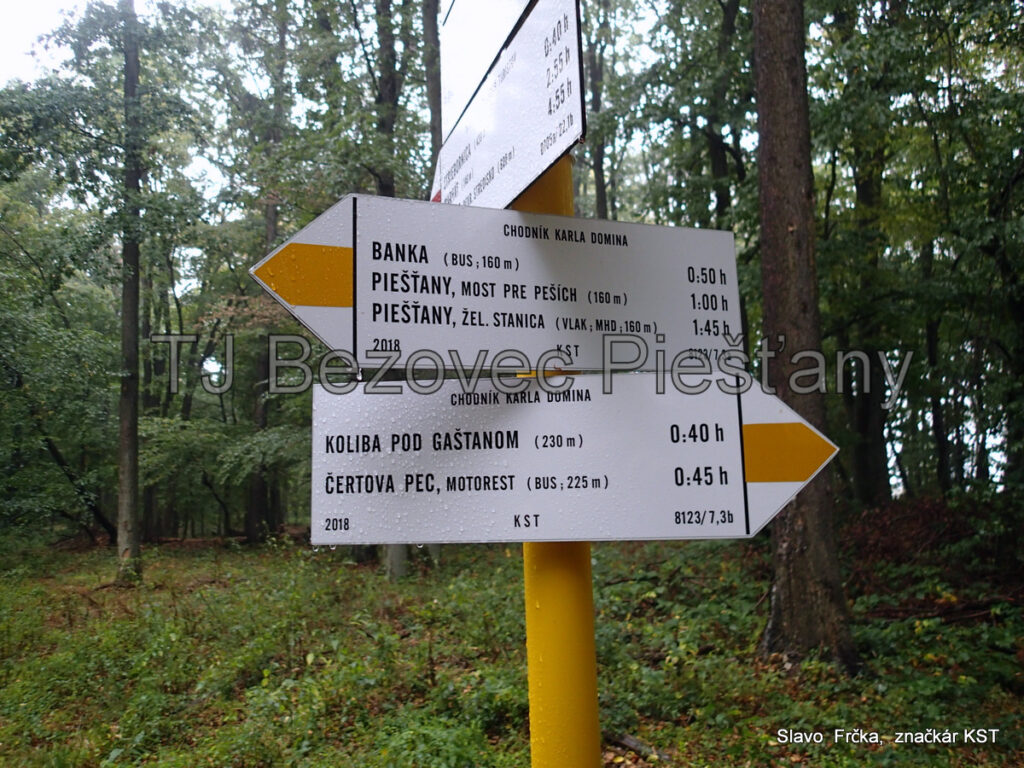 0:40 h
2:55 h
4:55 h
CHODNÍK KARLA DOMINA
BANKA (BUS ; 160 m) 0:50 h
PIEŠŤANY, MOST PRE PEŠÍCH (160 m) 1:00 h
PIEŠŤANY, ŽEL. STANICA (VLAK ; MHD ; 160 m) 1:45 h
2018 KST
TJ Bezovec Piešťany
CHODNÍK KARLA DOMINA
KOLIBA POD GAŠTANOM (230 m) 0:40 h
ČERTOVA PEC, MOTOREST (BUS ; 225 m) 0:45 h
2018 KST 8123/7,3b
Slavo Frčka, značkár KST